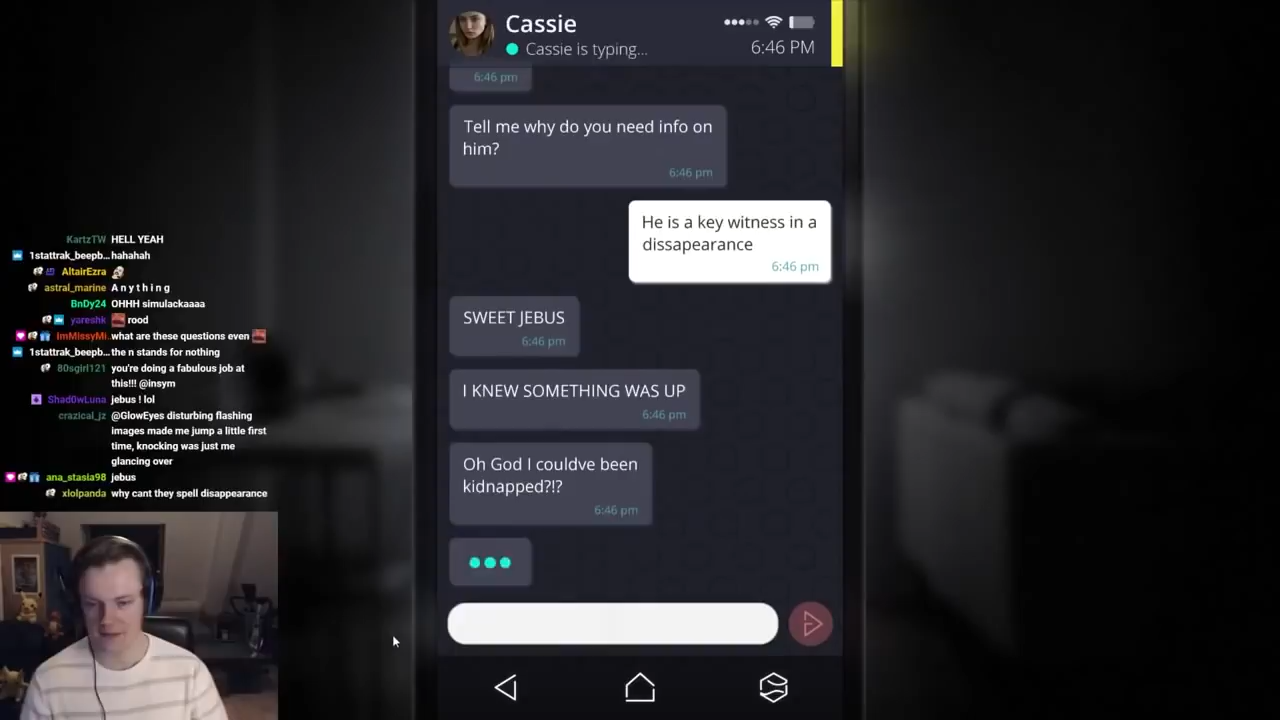 Cassie
Cassie is typing...
6:46 PM
6:46 pm
Tell me why do you need info on
him?
6:46 pm
He is a key witness in a
dissapearance
6:46 pm
SWEET JEBUS
6:46 pm
I KNEW SOMETHING WAS UP
6:46 pm
Oh God I couldve been
kidnapped?!?
6:46 pm
KartzTW HELL YEAH
1stattrak_beepb... hahahah
AltairEzra
astral_marine A n y t h i n g
BnDy24 OHHH simulackaaaa
yareshk rood
ImMissyMi... what are these questions even
1stattrak_beepb... the n stands for nothing
80sgirl121 you're doing a fabulous job at
this!!! @insym
Shad0wLuna jebus ! lol
crazical_jz @GlowEyes disturbing flashing
images made me jump a little first
time, knocking was just me
glancing over
ana_stasia98 jebus
xlolpanda why cant they spell disappearance